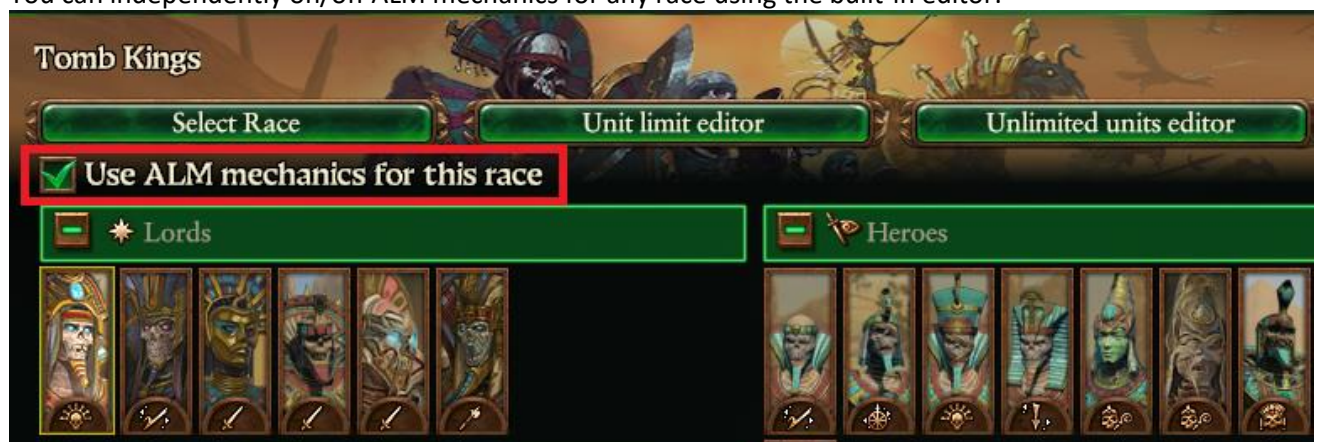 You can independently on/off ALM mechanics for any race using the built-in editor.
Tomb Kings
Select Race
Unit limit editor
Unlimited units editor
Use ALM mechanics for this race
Lords
Heroes